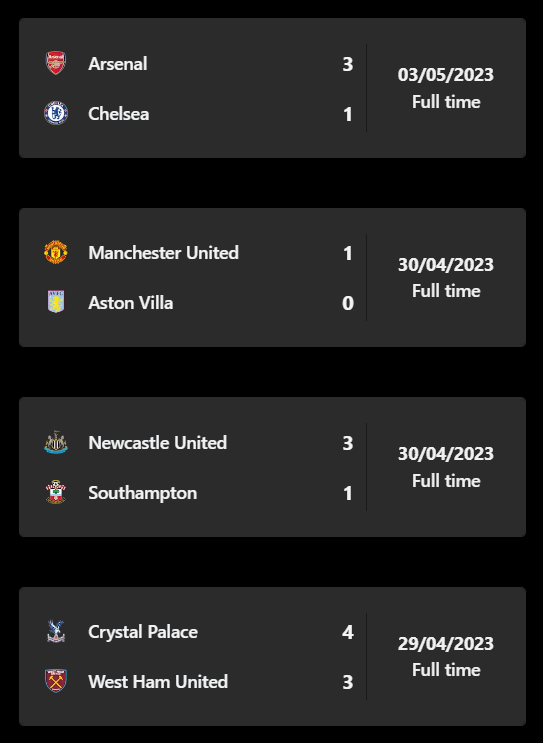 Arsenal 3
Chelsea 1
03/05/2023
Full time
Manchester United 1
Aston Villa 0
30/04/2023
Full time
Newcastle United 3
Southampton 1
30/04/2023
Full time
Crystal Palace 4
West Ham United 3
29/04/2023
Full time